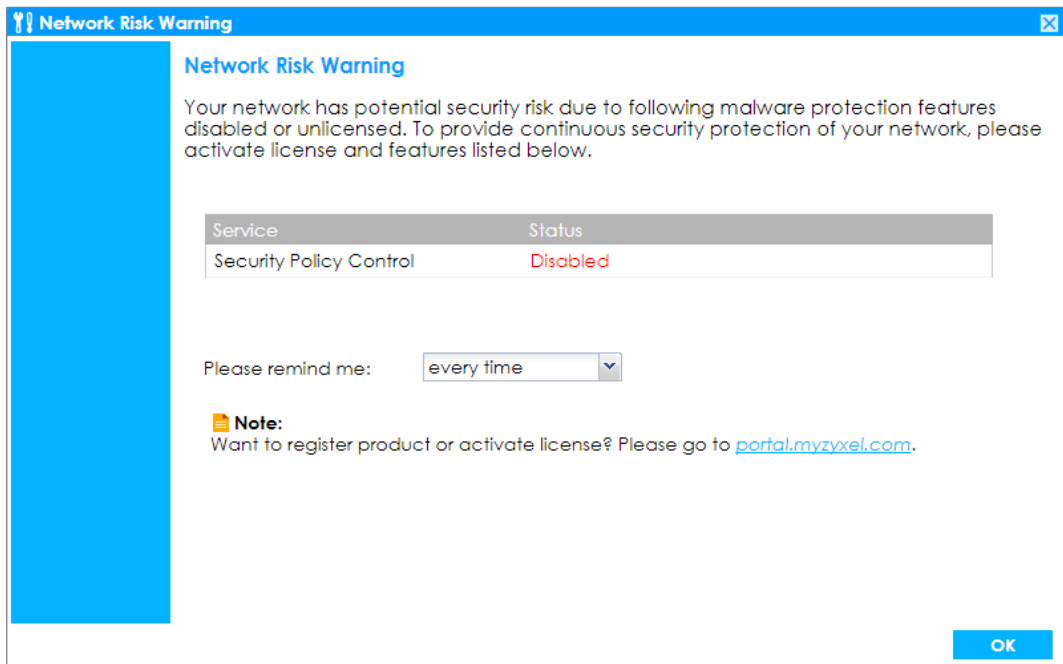 Network Risk Warning
Network Risk Warning
Your network has potential security risk due to following malware protection features
disabled or unlicensed. To provide continuous security protection of your network, please
activate license and features listed below.
Service Status
Security Policy Control Disabled
Please remind me: every time
Note:
Want to register product or activate license? Please go to portal.myzyxel.com.
OK